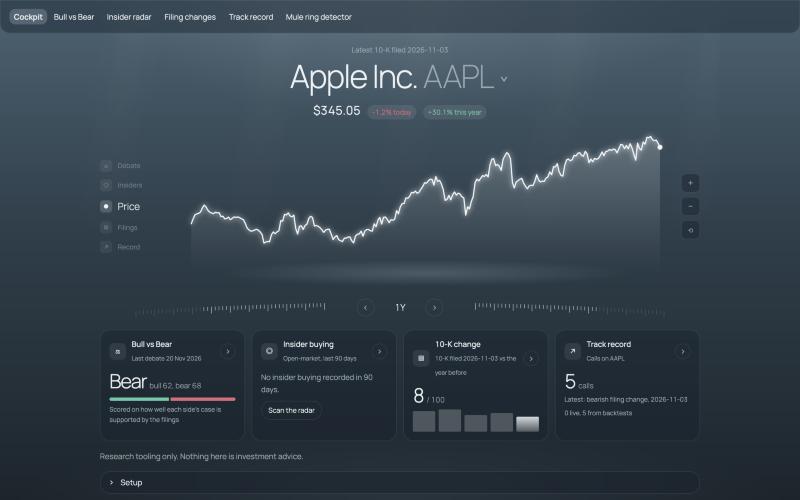 Cockpit Bull vs Bear Insider radar Filing changes Track record Mule ring detector
Latest 10-K filed 2026-11-03
Apple Inc. AAPL
$345.05 -1.2% today +30.1% this year
Debate
Insiders
Price
Filings
Record
1Y
Bull vs Bear
Last debate 20 Nov 2026
Bear bull 62, bear 68
Scored on how well each side's case is
supported by the filings
Insider buying
Open-market, last 90 days
No insider buying recorded in 90
days.
Scan the radar
10-K change
10-K filed 2026-11-03 vs the
year before
8 / 100
Track record
Calls on AAPL
5 calls
Latest: bearish filing change, 2026-11-03
0 live, 5 from backtests
Research tooling only. Nothing here is investment advice.
Setup